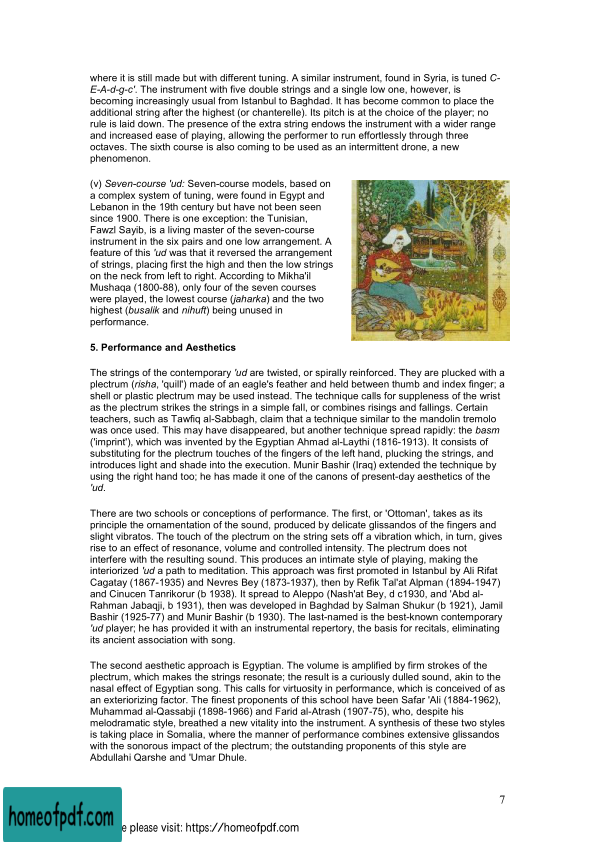 where it is still made but with different tuning. A similar instrument, found in Syria, is tuned C-
E-A-d-g-c'. The instrument with five double strings and a single low one, however, is
becoming increasingly usual from Istanbul to Baghdad. It has become common to place the
additional string after the highest (or chanterelle). Its pitch is at the choice of the player; no
rule is laid down. The presence of the extra string endows the instrument with a wider range
and increased ease of playing, allowing the performer to run effortlessly through three
octaves. The sixth course is also coming to be used as an intermittent drone, a new
phenomenon.
(v) Seven-course 'ud: Seven-course models, based on
a complex system of tuning, were found in Egypt and
Lebanon in the 19th century but have not been seen
since 1900. There is one exception: the Tunisian,
Fawzl Sayib, is a living master of the seven-course
instrument in the six pairs and one low arrangement. A
feature of this 'ud was that it reversed the arrangement
of strings, placing first the high and then the low strings
on the neck from left to right. According to Mikha'il
Mushaqa (1800-88), only four of the seven courses
were played, the lowest course (jaharka) and the two
highest (busalik and nihuft) being unused in
performance.
5. Performance and Aesthetics
The strings of the contemporary 'ud are twisted, or spirally reinforced. They are plucked with a
plectrum (risha, 'quill') made of an eagle's feather and held between thumb and index finger; a
shell or plastic plectrum may be used instead. The technique calls for suppleness of the wrist
as the plectrum strikes the strings in a simple fall, or combines risings and fallings. Certain
teachers, such as Tawfiq al-Sabbagh, claim that a technique similar to the mandolin tremolo
was once used. This may have disappeared, but another technique spread rapidly: the basm
('imprint'), which was invented by the Egyptian Ahmad al-Laythi (1816-1913). It consists of
substituting for the plectrum touches of the fingers of the left hand, plucking the strings, and
introduces light and shade into the execution. Munir Bashir (Iraq) extended the technique by
using the right hand too; he has made it one of the canons of present-day aesthetics of the
'ud.
There are two schools or conceptions of performance. The first, or 'Ottoman', takes as its
principle the ornamentation of the sound, produced by delicate glissandos of the fingers and
slight vibratos. The touch of the plectrum on the string sets off a vibration which, in turn, gives
rise to an effect of resonance, volume and controlled intensity. The plectrum does not
interfere with the resulting sound. This produces an intimate style of playing, making the
interiorized 'ud a path to meditation. This approach was first promoted in Istanbul by Ali Rifat
Cagatay (1867-1935) and Nevres Bey (1873-1937), then by Refik Tal'at Alpman (1894-1947)
and Cinucen Tanrikorur (b 1938). It spread to Aleppo (Nash'at Bey, d c1930, and 'Abd al-
Rahman Jabaqji, b 1931), then was developed in Baghdad by Salman Shukur (b 1921), Jamil
Bashir (1925-77) and Munir Bashir (b 1930). The last-named is the best-known contemporary
'ud player; he has provided it with an instrumental repertory, the basis for recitals, eliminating
its ancient association with song.
The second aesthetic approach is Egyptian. The volume is amplified by firm strokes of the
plectrum, which makes the strings resonate; the result is a curiously dulled sound, akin to the
nasal effect of Egyptian song. This calls for virtuosity in performance, which is conceived of as
an exteriorizing factor. The finest proponents of this school have been Safar 'Ali (1884-1962),
Muhammad al-Qassabji (1898-1966) and Farid al-Atrash (1907-75), who, despite his
melodramatic style, breathed a new vitality into the instrument. A synthesis of these two styles
is taking place in Somalia, where the manner of performance combines extensive glissandos
with the sonorous impact of the plectrum; the outstanding proponents of this style are
Abdullahi Qarshe and 'Umar Dhule.
7
homeofpdf.com
e please visit: https://homeofpdf.com